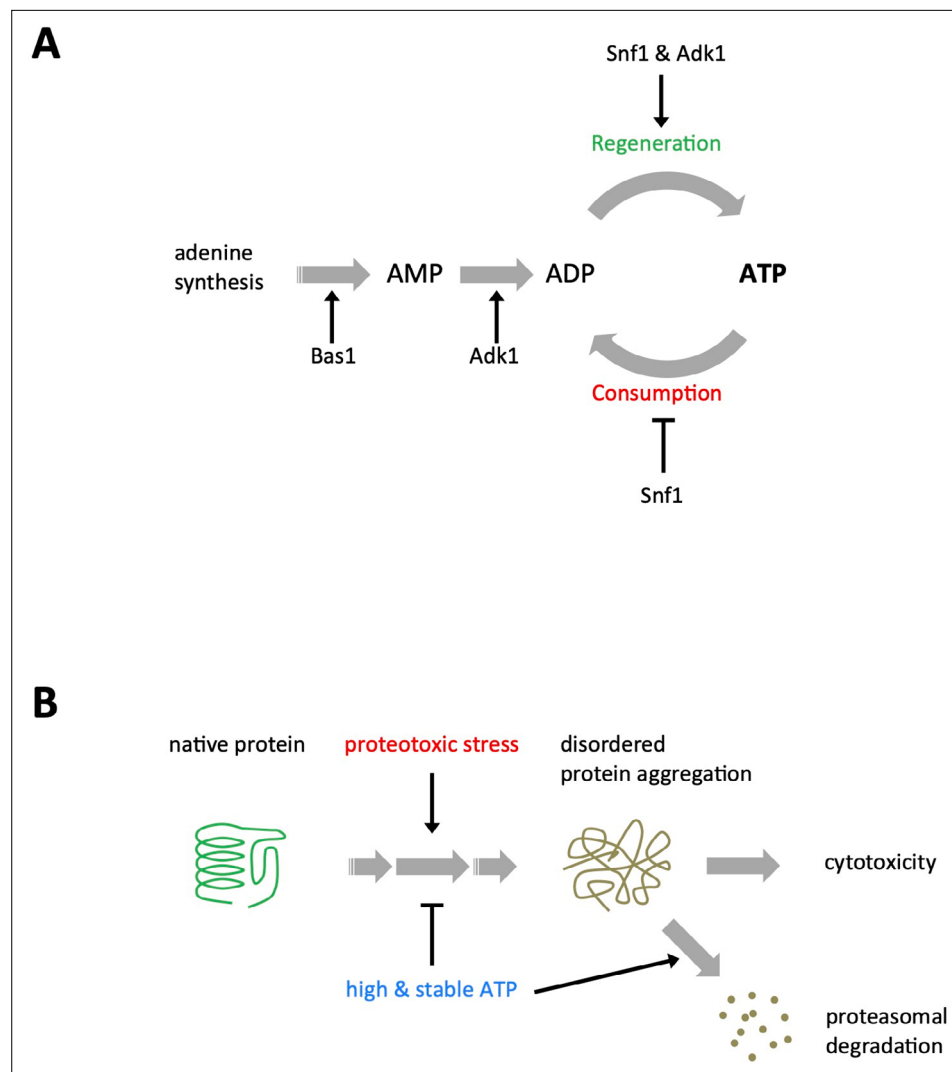 A
Snf1 & Adk1
Regeneration
adenine
synthesis
AMP
ADP
ATP
Bas1
Adk1
Consumption
Snf1
B
native protein
proteotoxic stress
disordered
protein aggregation
cytotoxicity
high & stable ATP
proteasomal
degradation